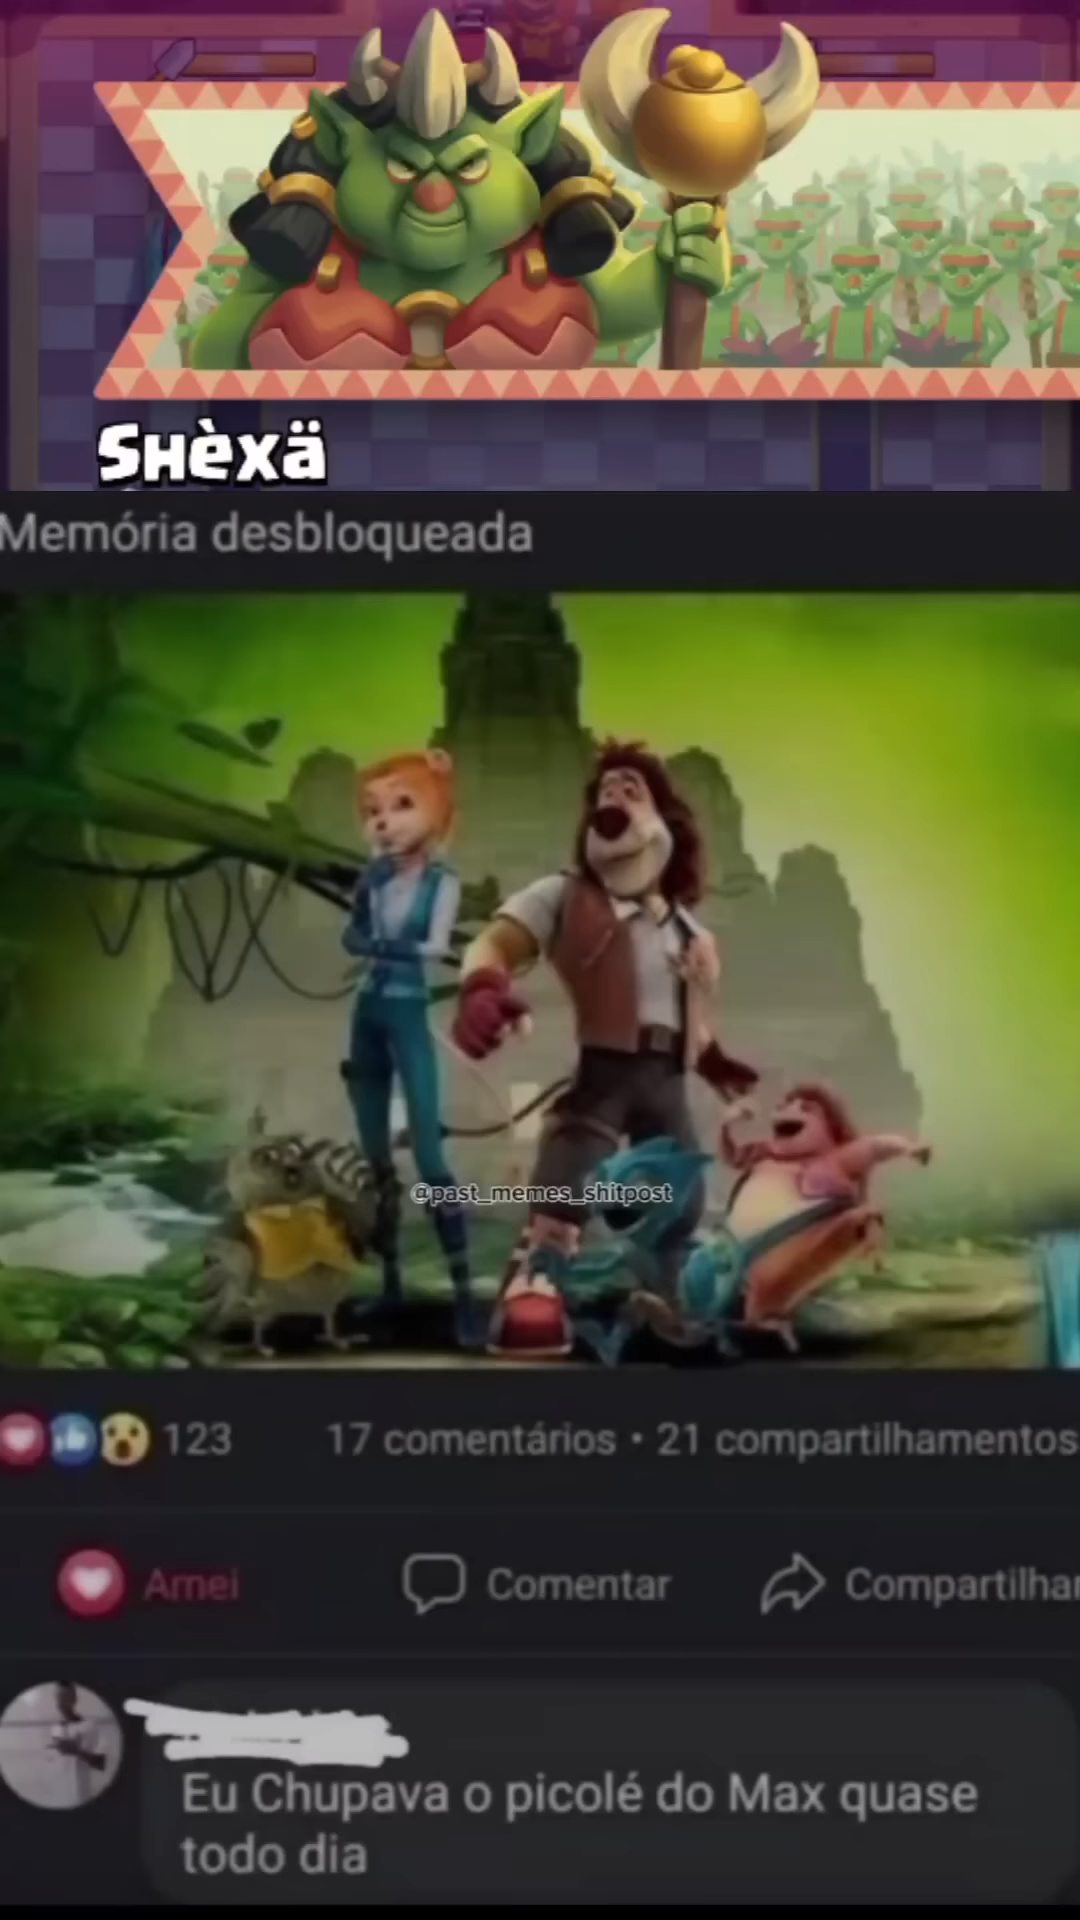 SHèXä
Memória desbloqueada
@past_memes_shitpost
123
17 comentários • 21 compartilhamentos
Amei
Comentar
Compartilhar
Eu Chupava o picolé do Max quase
todo dia